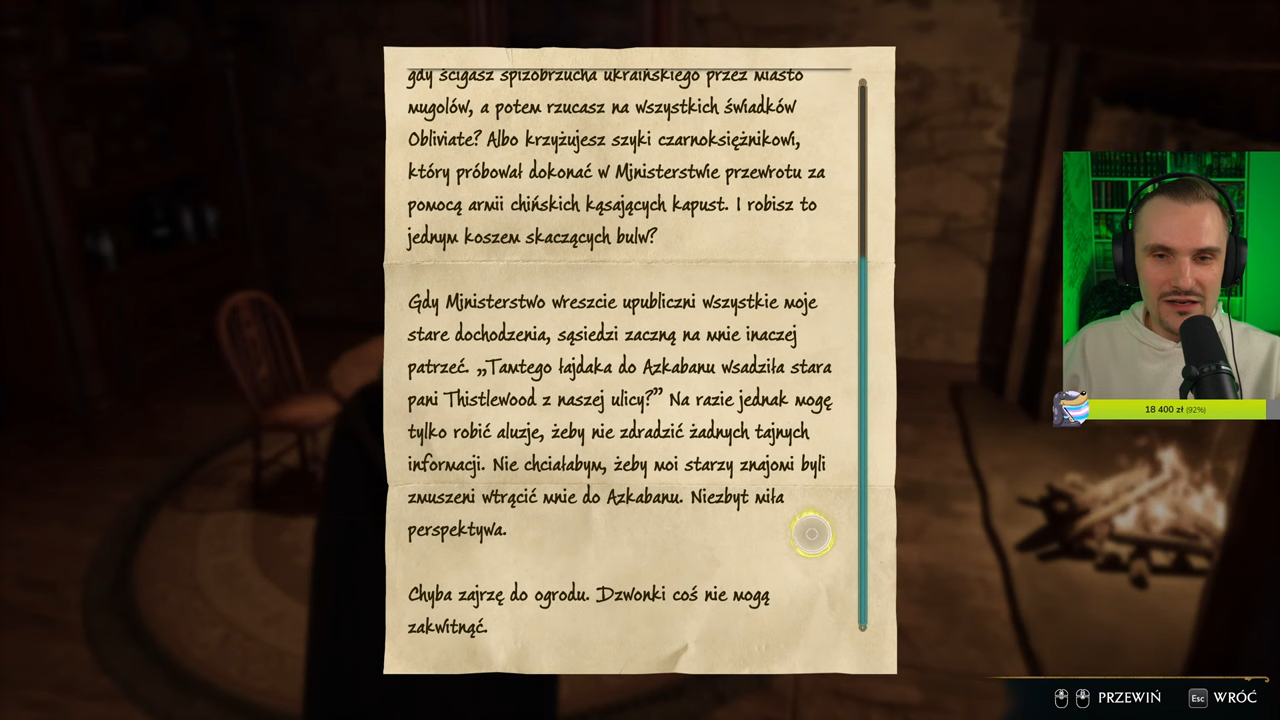 gdy ścigasz spizobrzucha ukraińskiego przez miasto
mugolów, a potem rzucasz na wszystkich świadków
Obliviate? Albo krzyżujesz szyki czarnoksiężnikowi,
który próbował dokonać w Ministerstwie przewrotu za
pomocą armii chińskich kąsających kapust. I robisz to
jednym koszem skaczących bulw?
Gdy Ministerstwo wreszcie upubliczni wszystkie moje
stare dochodzenia, sąsiedzi zaczną na mnie inaczej
patrzeć. „Tamtego łajdaka do Azkabanu wsadziła stara
pani Thistlewood z naszej ulicy?” Na razie jednak mogę
tylko robić aluzje, żeby nie zdradzić żadnych tajnych
informacji. Nie chciałabym, żeby moi starzy znajomi byli
zmuszeni wtrącić mnie do Azkabanu. Niezbyt miła
perspektywa.
Chyba zajrzę do ogrodu. Dzwonki coś nie mogą
zakwitnąć.
18 400 zł (92%)
PRZEWIŃ
Esc WRÓĆ